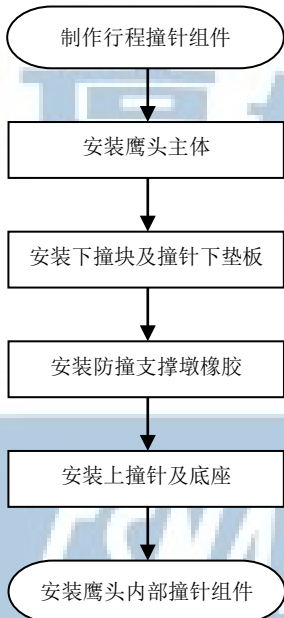 制作行程撞针组件
安装鹰头主体
安装下撞块及撞针下垫板
安装防撞支撑墩橡胶
安装上撞针及底座
安装鹰头内部撞针组件